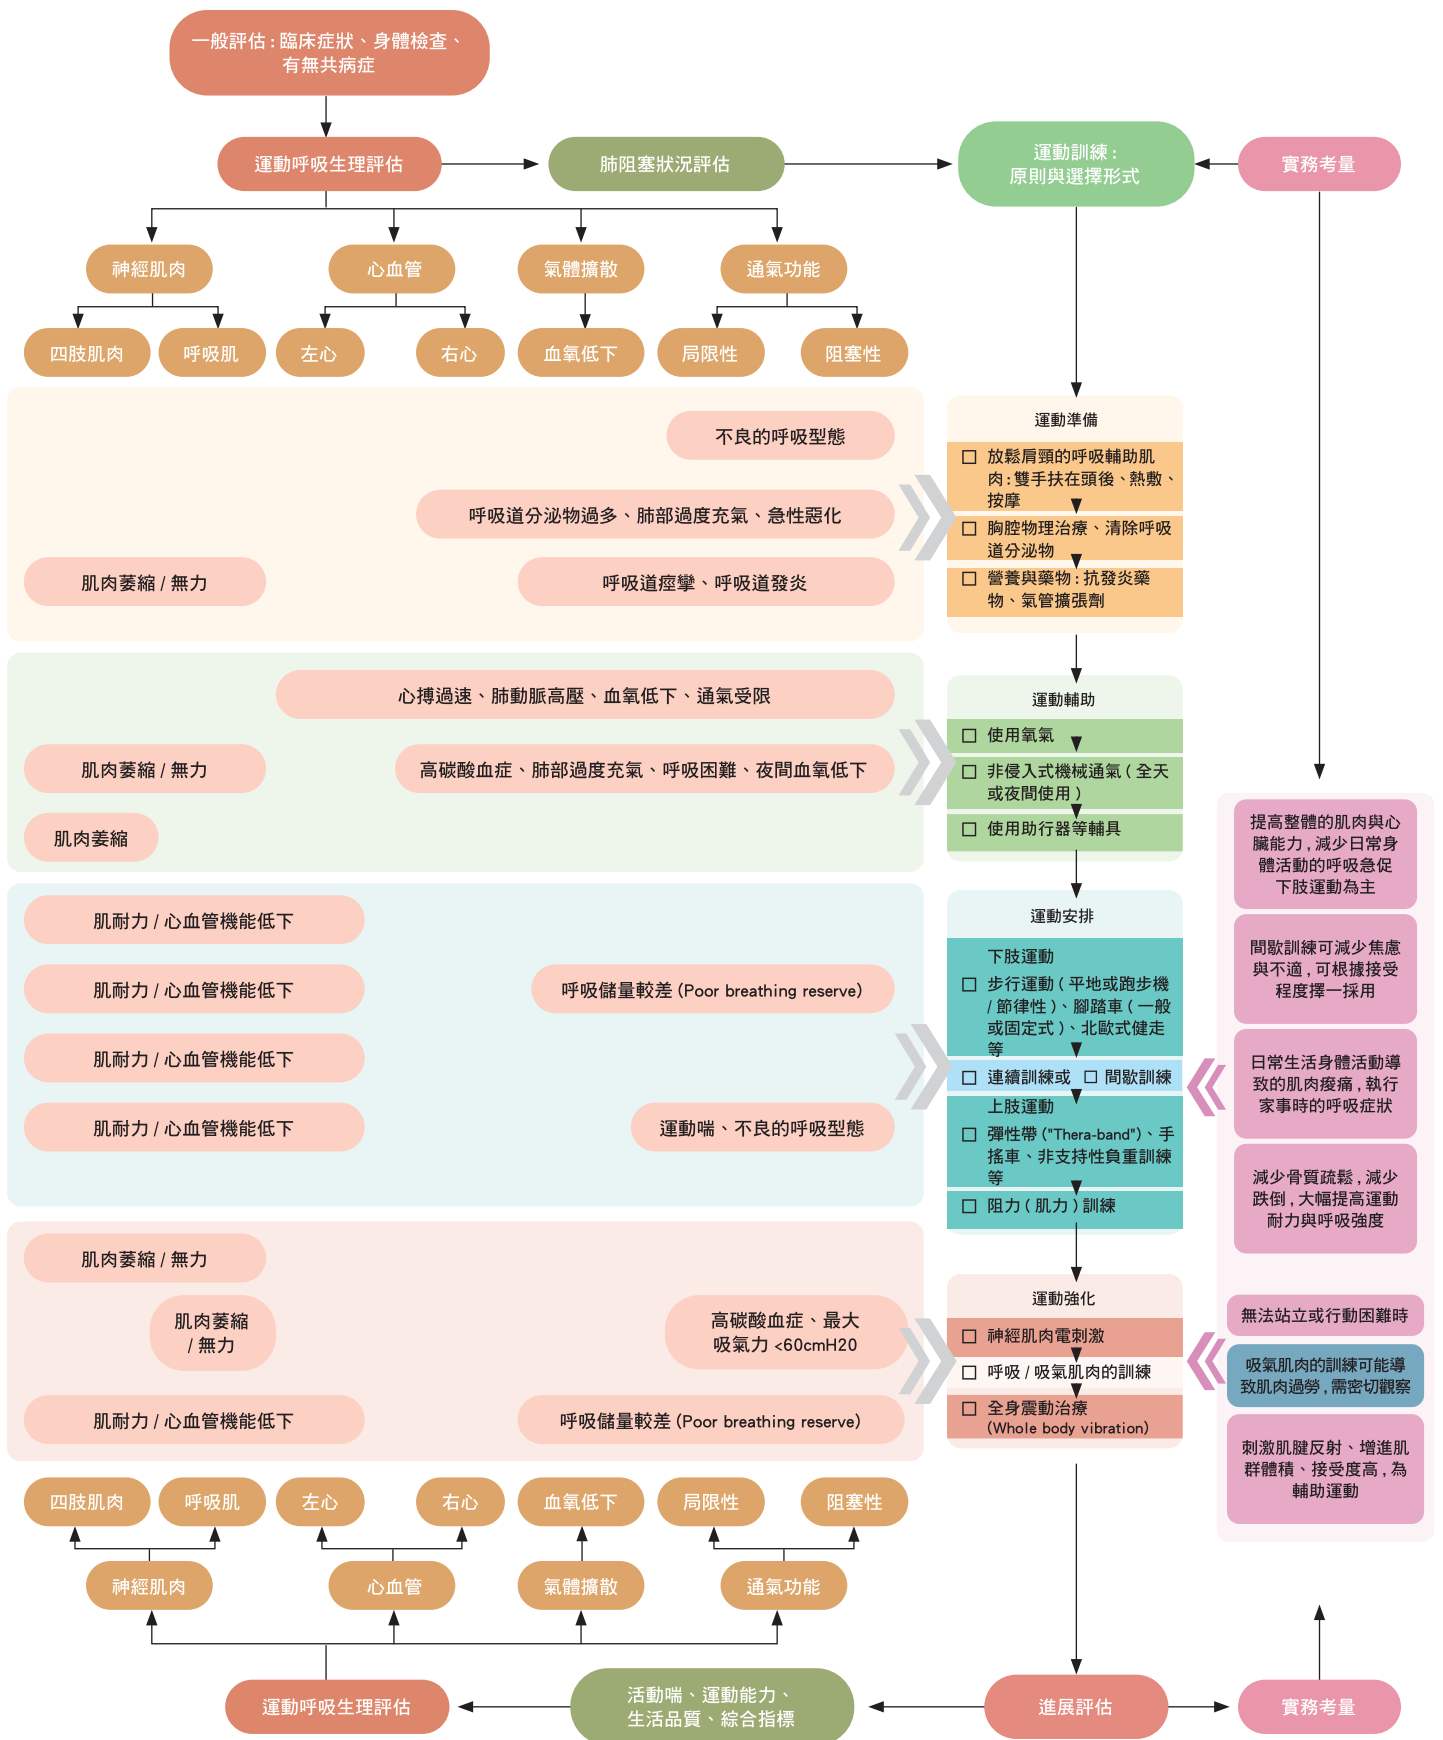 一般評估:臨床症狀、身體檢查、
有無共病症
運動呼吸生理評估
肺阻塞狀況評估
運動訓練:
原則與選擇形式
實務考量
神經肌肉
心血管
氣體擴散
通氣功能
四肢肌肉
呼吸肌
左心
右心
血氧低下
局限性
阻塞性
不良的呼吸型態
呼吸道分泌物過多、肺部過度充氣、急性惡化
肌肉萎縮 / 無力
呼吸道痙攣、呼吸道發炎
運動準備
□ 放鬆肩頸的呼吸輔助肌
肉:雙手扶在頭後、熱敷、
按摩
□ 胸腔物理治療、清除呼吸
道分泌物
□ 營養與藥物:抗發炎藥
物、氣管擴張劑
心搏過速、肺動脈高壓、血氧低下、通氣受限
肌肉萎縮 / 無力
高碳酸血症、肺部過度充氣、呼吸困難、夜間血氧低下
肌肉萎縮
運動輔助
□ 使用氧氣
□ 非侵入式機械通氣 ( 全天
或夜間使用 )
□ 使用助行器等輔具
肌耐力 / 心血管機能低下
肌耐力 / 心血管機能低下
呼吸儲量較差 (Poor breathing reserve)
肌耐力 / 心血管機能低下
肌耐力 / 心血管機能低下
運動喘、不良的呼吸型態
運動安排
下肢運動
□ 步行運動 ( 平地或跑步機
/ 節律性 )、腳踏車 ( 一般
或固定式 )、北歐式健走
等
□ 連續訓練或 □ 間歇訓練
上肢運動
□ 彈性帶 ("Thera-band")、手
搖車、非支持性負重訓練
等
□ 阻力 ( 肌力 ) 訓練
提高整體的肌肉與心
臟能力 , 減少日常身
體活動的呼吸急促
下肢運動為主
間歇訓練可減少焦慮
與不適 , 可根據接受
程度擇一採用
日常生活身體活動導
致的肌肉痠痛 , 執行
家事時的呼吸症狀
減少骨質疏鬆 , 減少
跌倒 , 大幅提高運動
耐力與呼吸強度
肌肉萎縮 / 無力
肌肉萎縮
/ 無力
高碳酸血症、最大
吸氣力 <60cmH20
肌耐力 / 心血管機能低下
呼吸儲量較差 (Poor breathing reserve)
運動強化
□ 神經肌肉電刺激
□ 呼吸 / 吸氣肌肉的訓練
□ 全身震動治療
(Whole body vibration)
無法站立或行動困難時
吸氣肌肉的訓練可能導
致肌肉過勞 , 需密切觀察
刺激肌腱反射、增進肌
群體積、接受度高 , 為
輔助運動
四肢肌肉
呼吸肌
左心
右心
血氧低下
局限性
阻塞性
神經肌肉
心血管
氣體擴散
通氣功能
運動呼吸生理評估
活動喘、運動能力、
生活品質、綜合指標
進展評估
實務考量